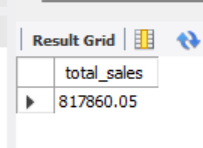 Result Grid
total_sales
817860.05